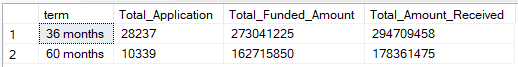 term Total_Application Total_Funded_Amount Total_Amount_Received
1 36 months 28237 273041225 294709458
2 60 months 10339 162715850 178361475